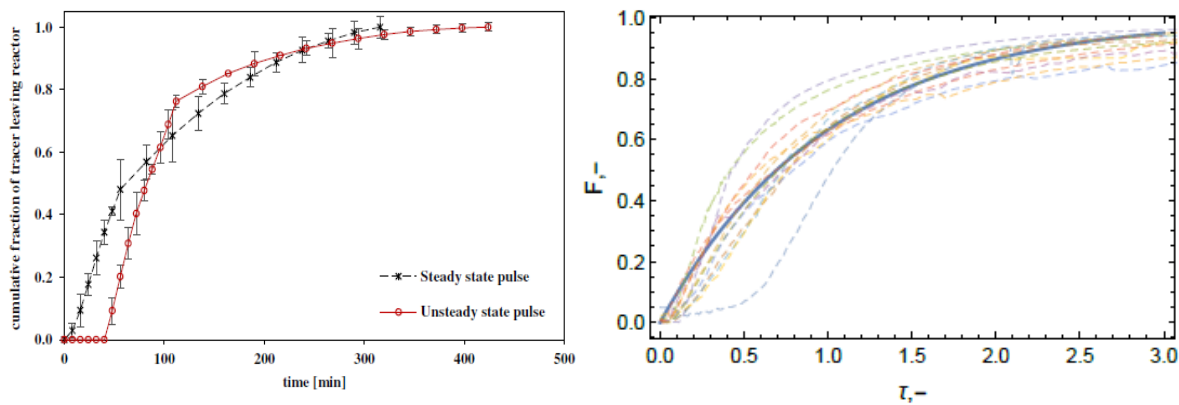 cumulative fraction of tracer leaving reactor
1.0
0.8
0.6
0.4
0.2
0.0
Steady state pulse
Unsteady state pulse
0 100 200 300 400 500
time [min]
F,-
1.0
0.8
0.6
0.4
0.2
0.0
0.0 0.5 1.0 1.5 2.0 2.5 3.0
τ,-